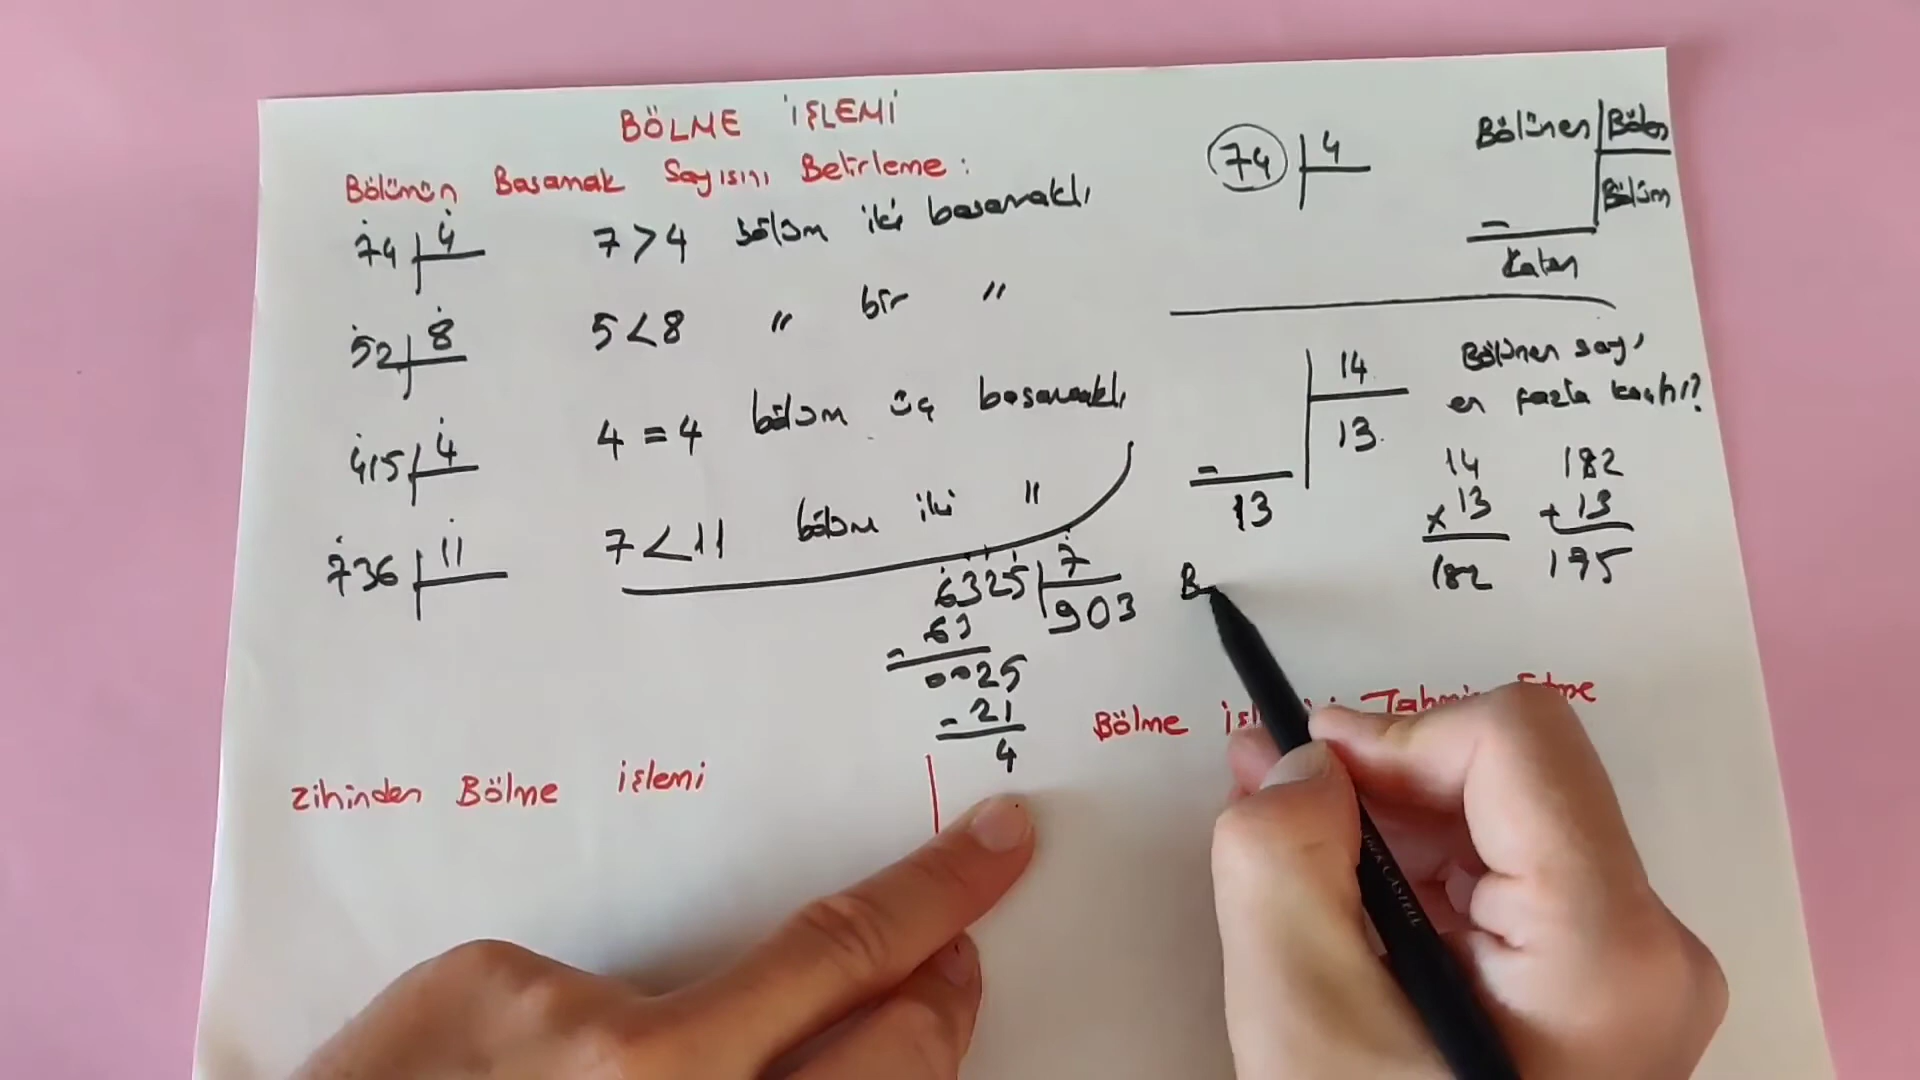 BÖLME İŞLEMİ
Bölümün Basamak Sayısını Belirleme:
74 4 7 > 4 bölüm iki basamaklı
52 8 5 < 8 " bir "
415 4 4 = 4 bölüm üç basamaklı
736 11 7 < 11 bölüm iki "
6325 7
903
- 63
0025
- 21
4
74 4
Bölünen Bölen
Bölüm
-
Kalan
14
13
-
13
Bölünen sayı
en fazla kaçtır?
14
x 13
182
182
+ 13
195
B
zihinden Bölme işlemi
Bölme